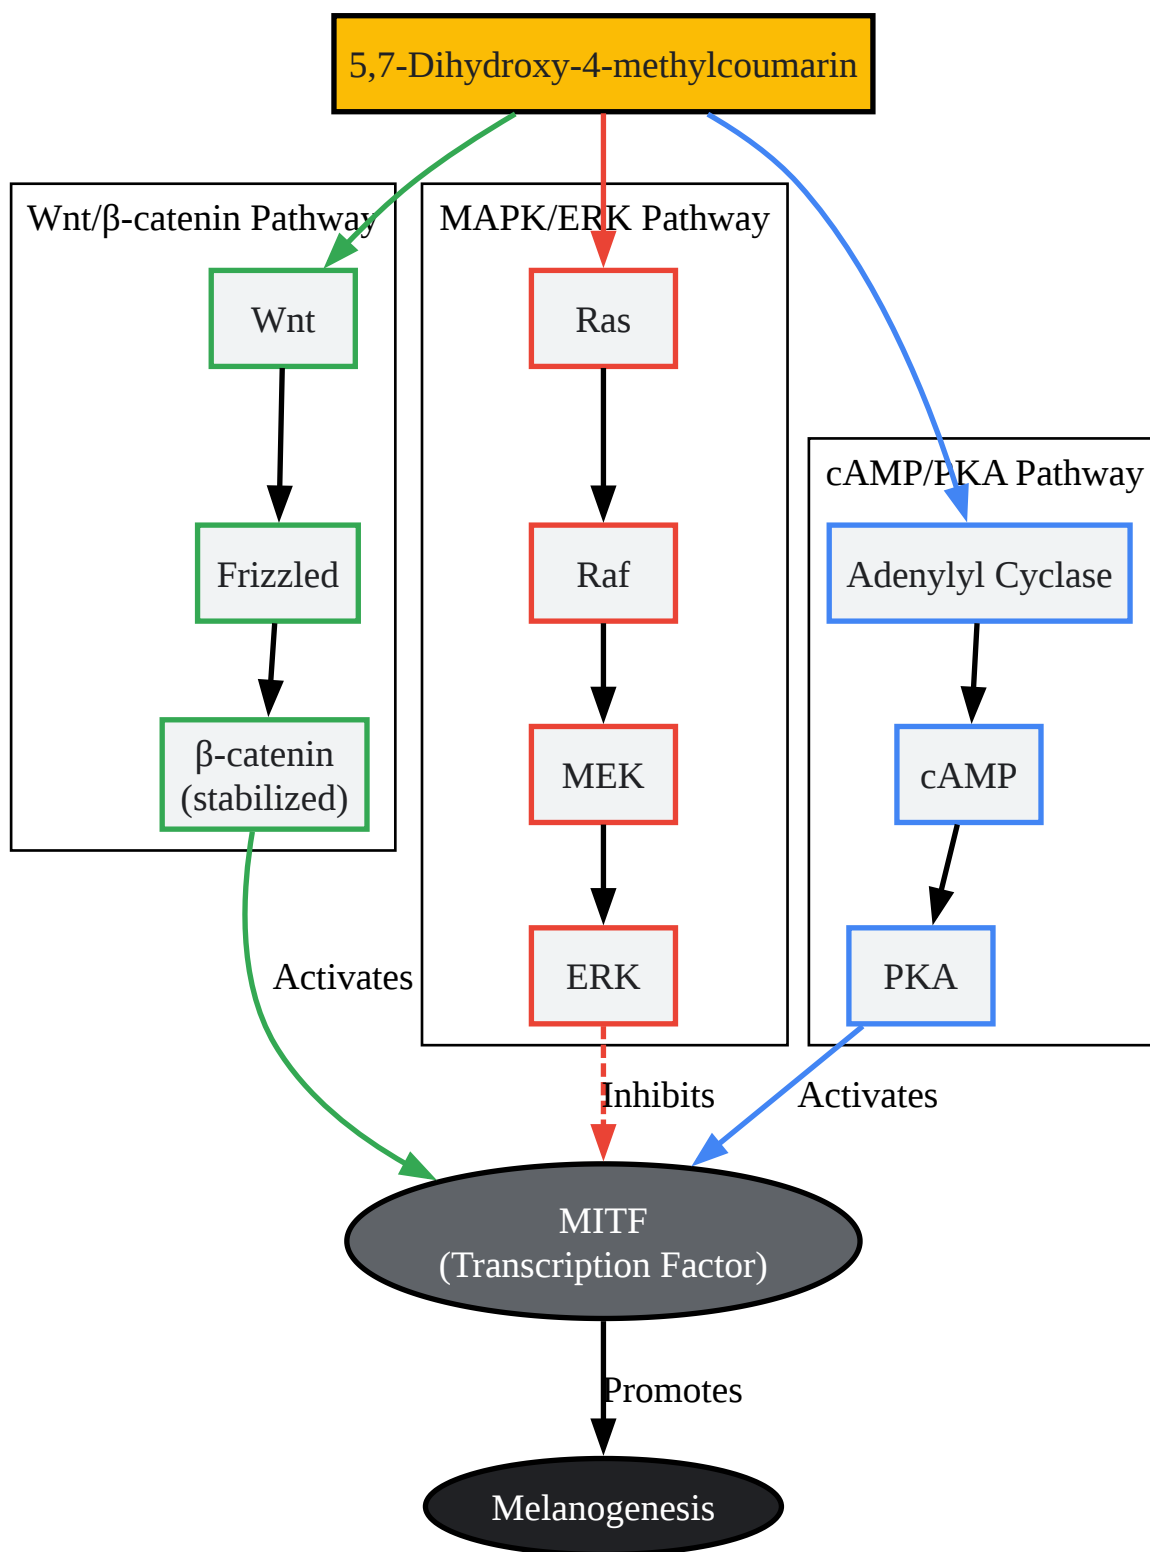 5,7-Dihydroxy-4-methylcoumarin
Wnt/β-catenin Pathway
Wnt
Frizzled
β-catenin
(stabilized)
Activates
MAPK/ERK Pathway
Ras
Raf
MEK
ERK
Inhibits
cAMP/PKA Pathway
Adenylyl Cyclase
cAMP
PKA
Activates
MITF
(Transcription Factor)
Promotes
Melanogenesis